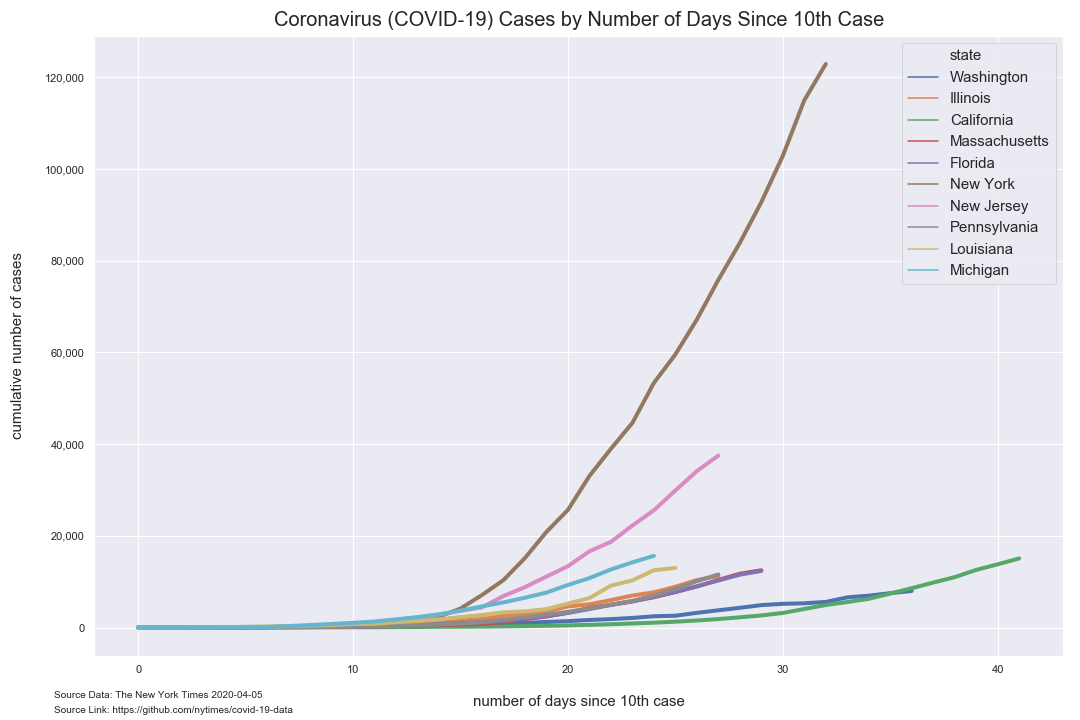 Coronavirus (COVID-19) Cases by Number of Days Since 10th Case
state
Washington
Illinois
California
Massachusetts
Florida
New York
New Jersey
Pennsylvania
Louisiana
Michigan
120,000
100,000
80,000
60,000
40,000
20,000
0
cumulative number of cases
0 10 20 30 40
number of days since 10th case
Source Data: The New York Times 2020-04-05
Source Link: https://github.com/nytimes/covid-19-data